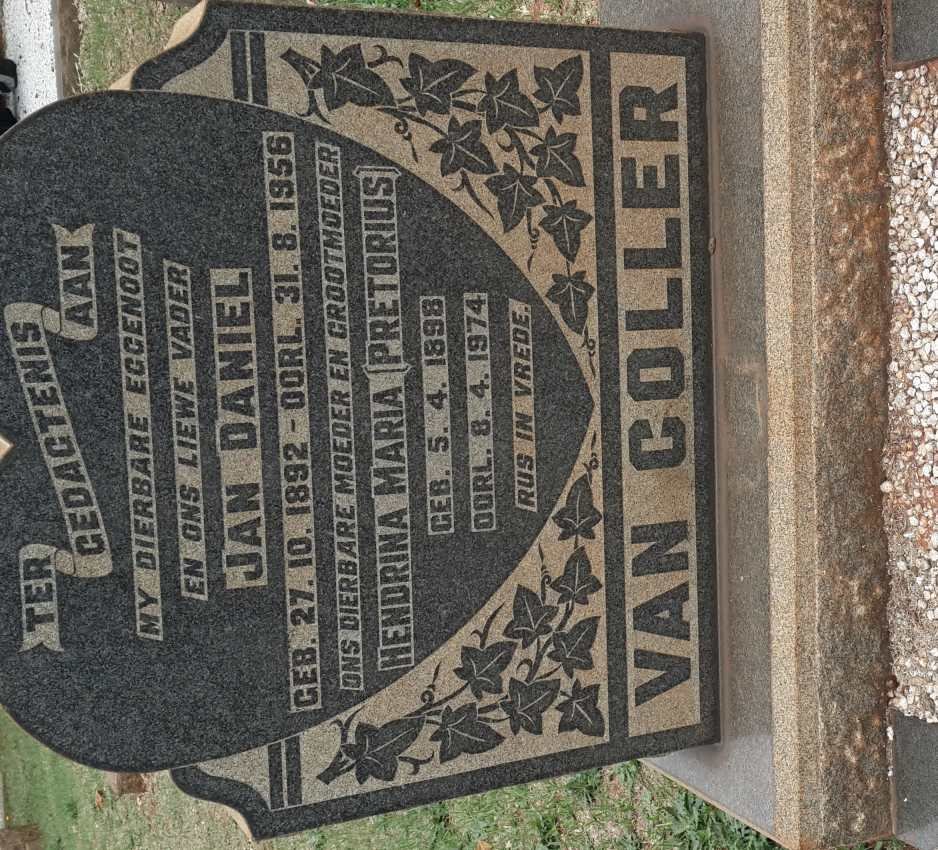 TER
GEDAGTENIS
AAN
MY DIERBARE EGGENOOT
EN ONS LIEWE VADER
JAN DANIEL
GEB. 27. 10. 1892 - OORL. 31. 8. 1956
ONS DIERBARE MOEDER EN GROOTMOEDER
HENDRINA MARIA (PRETORIUS)
GEB. 5. 4. 1898
OORL. 8. 4. 1974
RUS IN VREDE.
VAN COLLER